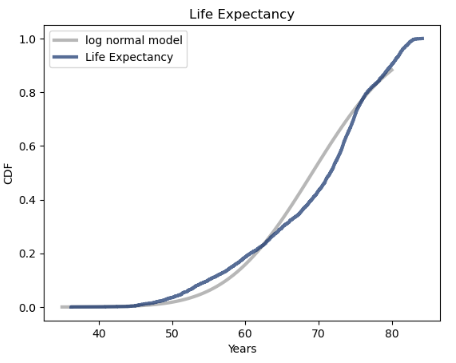 Life Expectancy
1.0
log normal model
Life Expectancy
0.8
0.6
CDF
0.4
0.2
0.0
40 50 60 70 80
Years